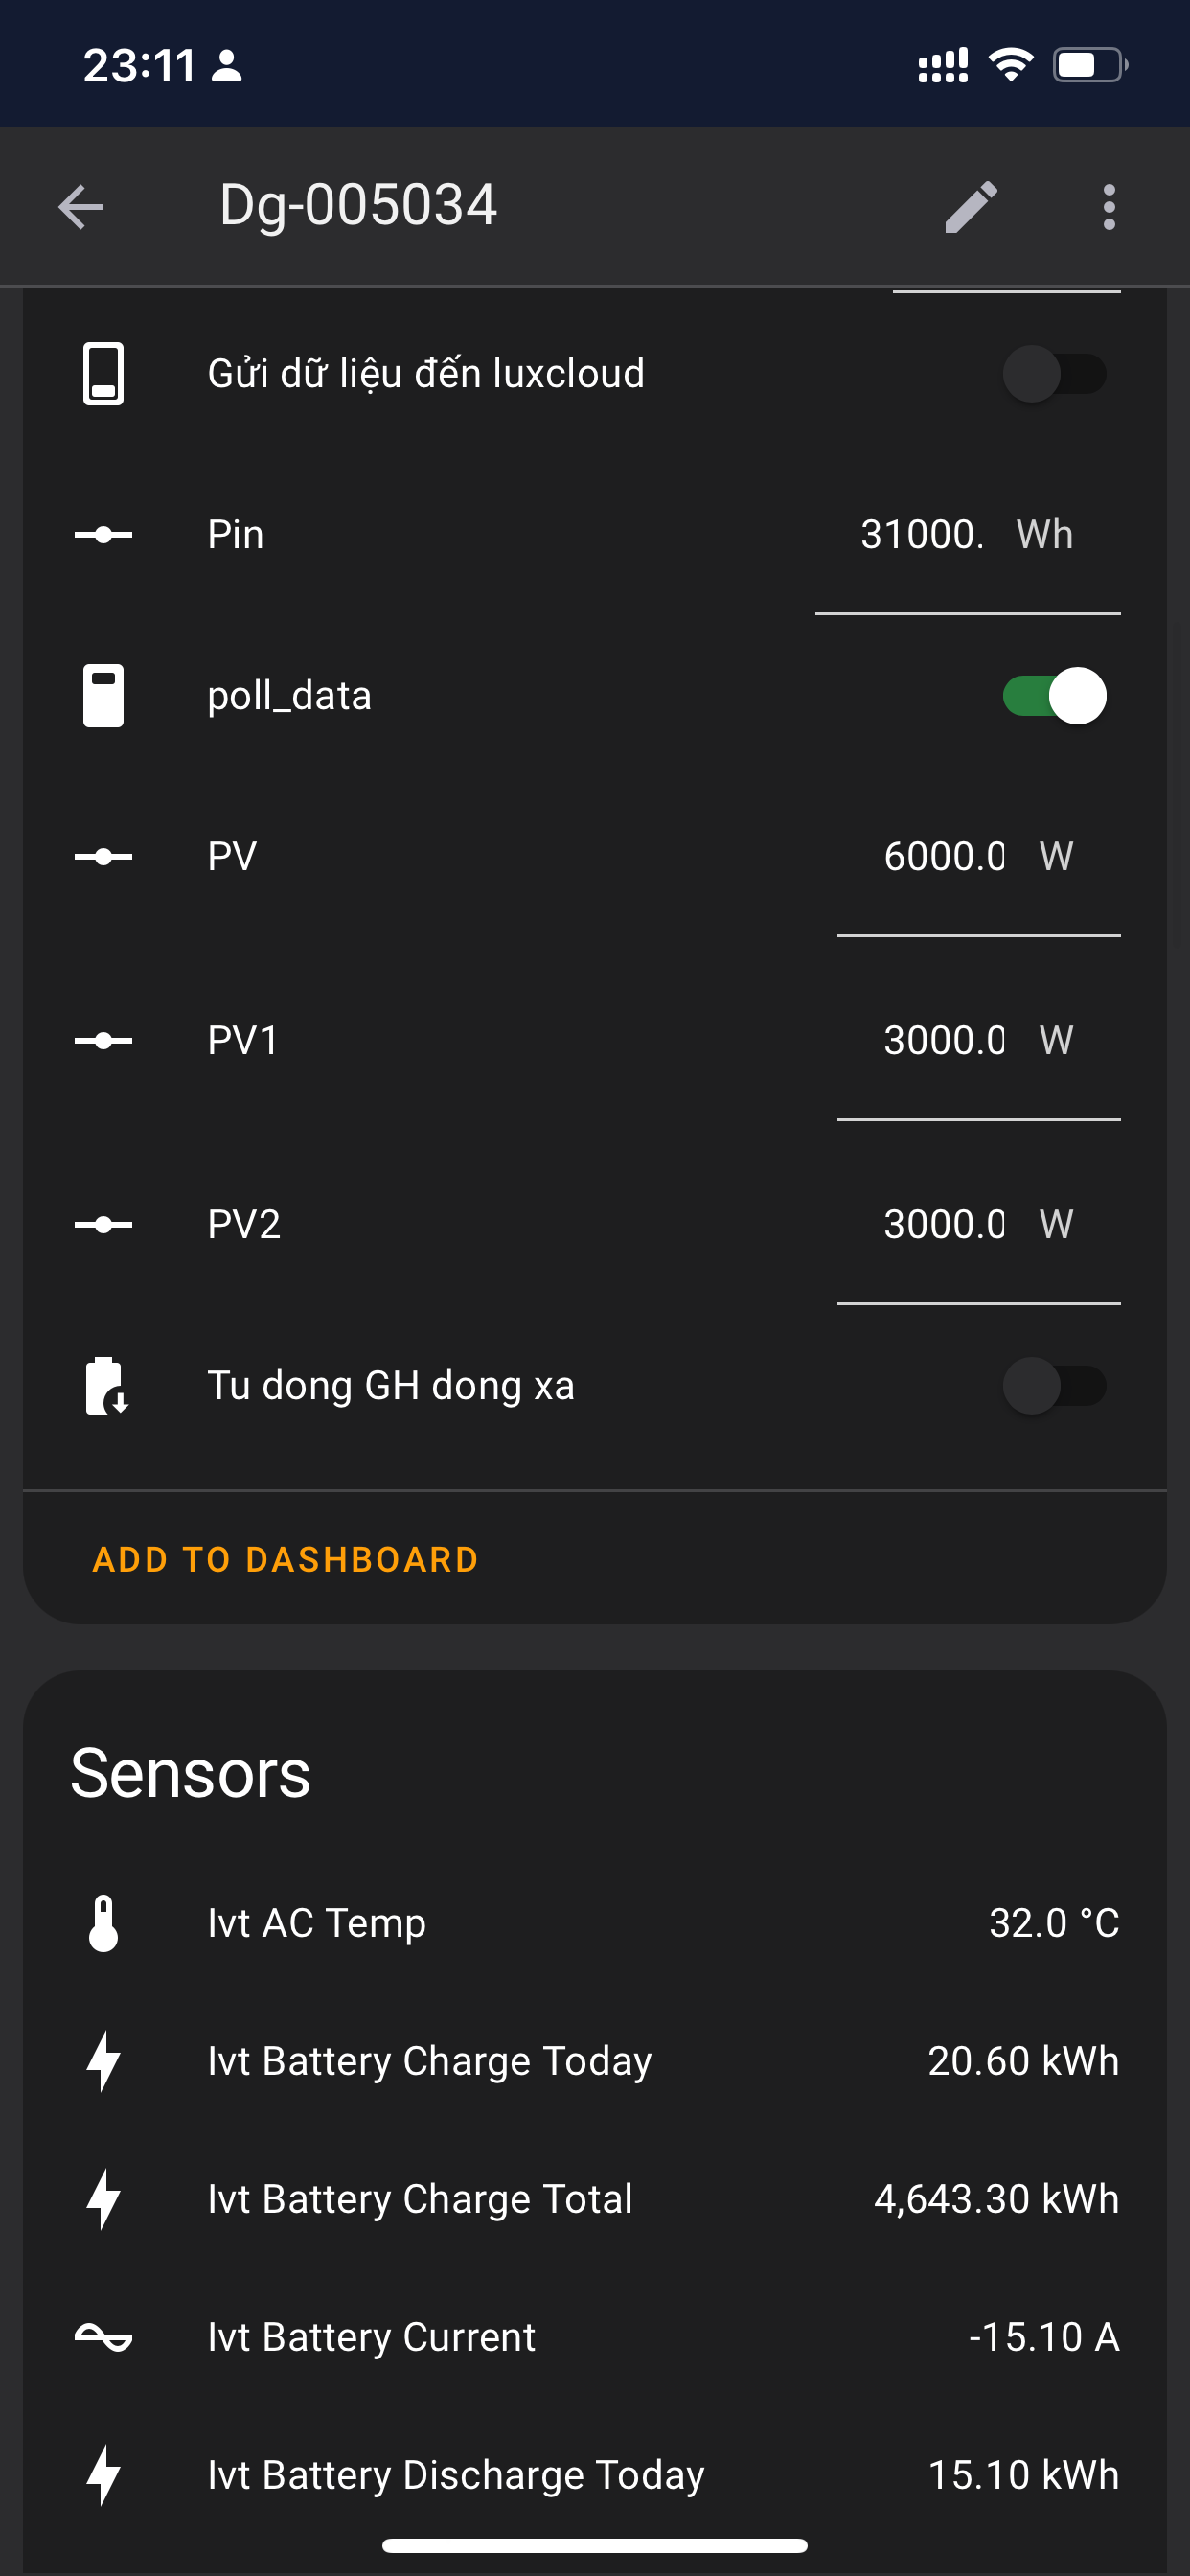 23:11
Dg-005034
Gửi dữ liệu đến luxcloud
Pin 31000. Wh
poll_data
PV 6000.0 W
PV1 3000.0 W
PV2 3000.0 W
Tu dong GH dong xa
ADD TO DASHBOARD
Sensors
Ivt AC Temp 32.0 °C
Ivt Battery Charge Today 20.60 kWh
Ivt Battery Charge Total 4,643.30 kWh
Ivt Battery Current -15.10 A
Ivt Battery Discharge Today 15.10 kWh